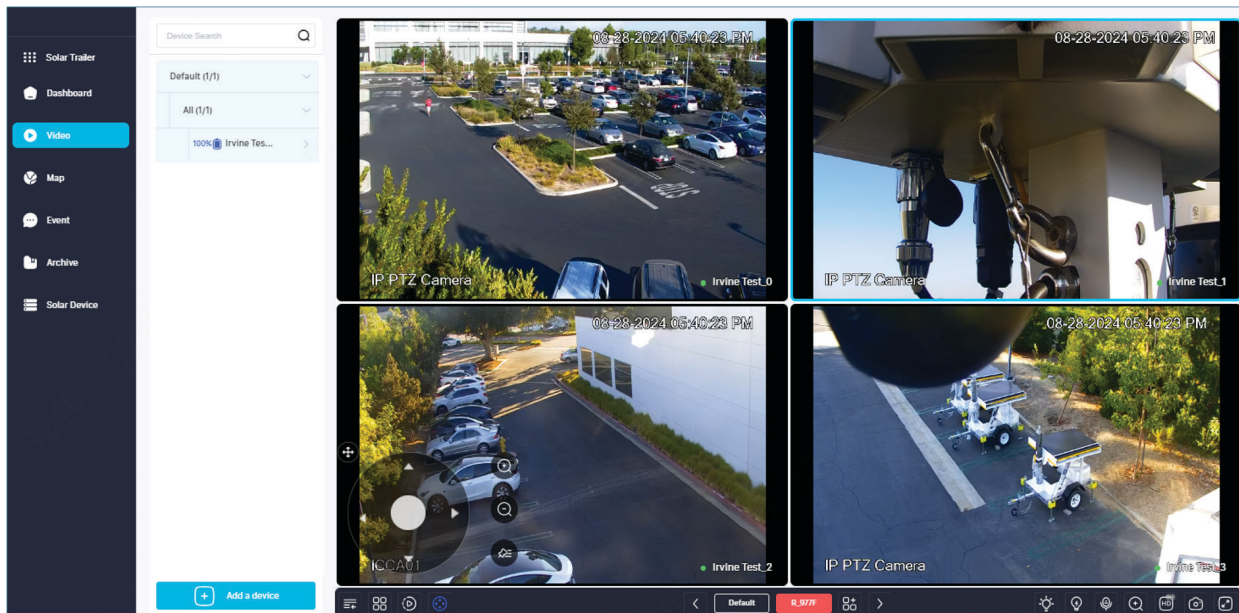 Solar Trailer
Dashboard
Video
Map
Event
Archive
Solar Device
Device Search
Default (1/1)
All (1/1)
100% Irvine Tes...
Add a device
08-28-2024 05:40:23 PM
STOP
IP PTZ Camera
Irvine Test_0
08-28-2024 05:40:23 PM
IP PTZ Camera
Irvine Test_1
08-28-2024 05:40:23 PM
ICCA01
Irvine Test_2
08-28-2024 05:40:23 PM
IP PTZ Camera
Irvine Test_3
Default
R_977F
HD